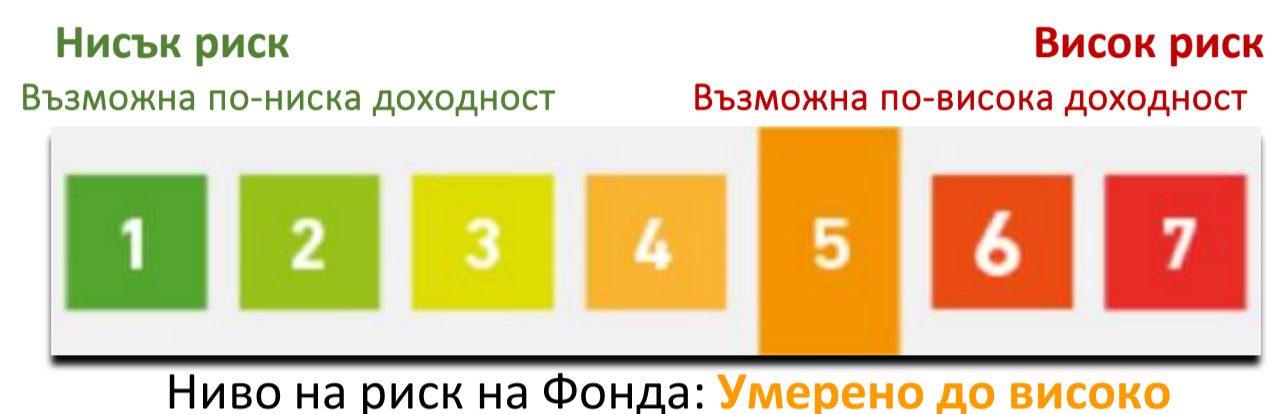 Нисък риск Висок риск
Възможна по-ниска доходност Възможна по-висока доходност
1 2 3 4 5 6 7
Ниво на риск на Фонда: Умерено до високо